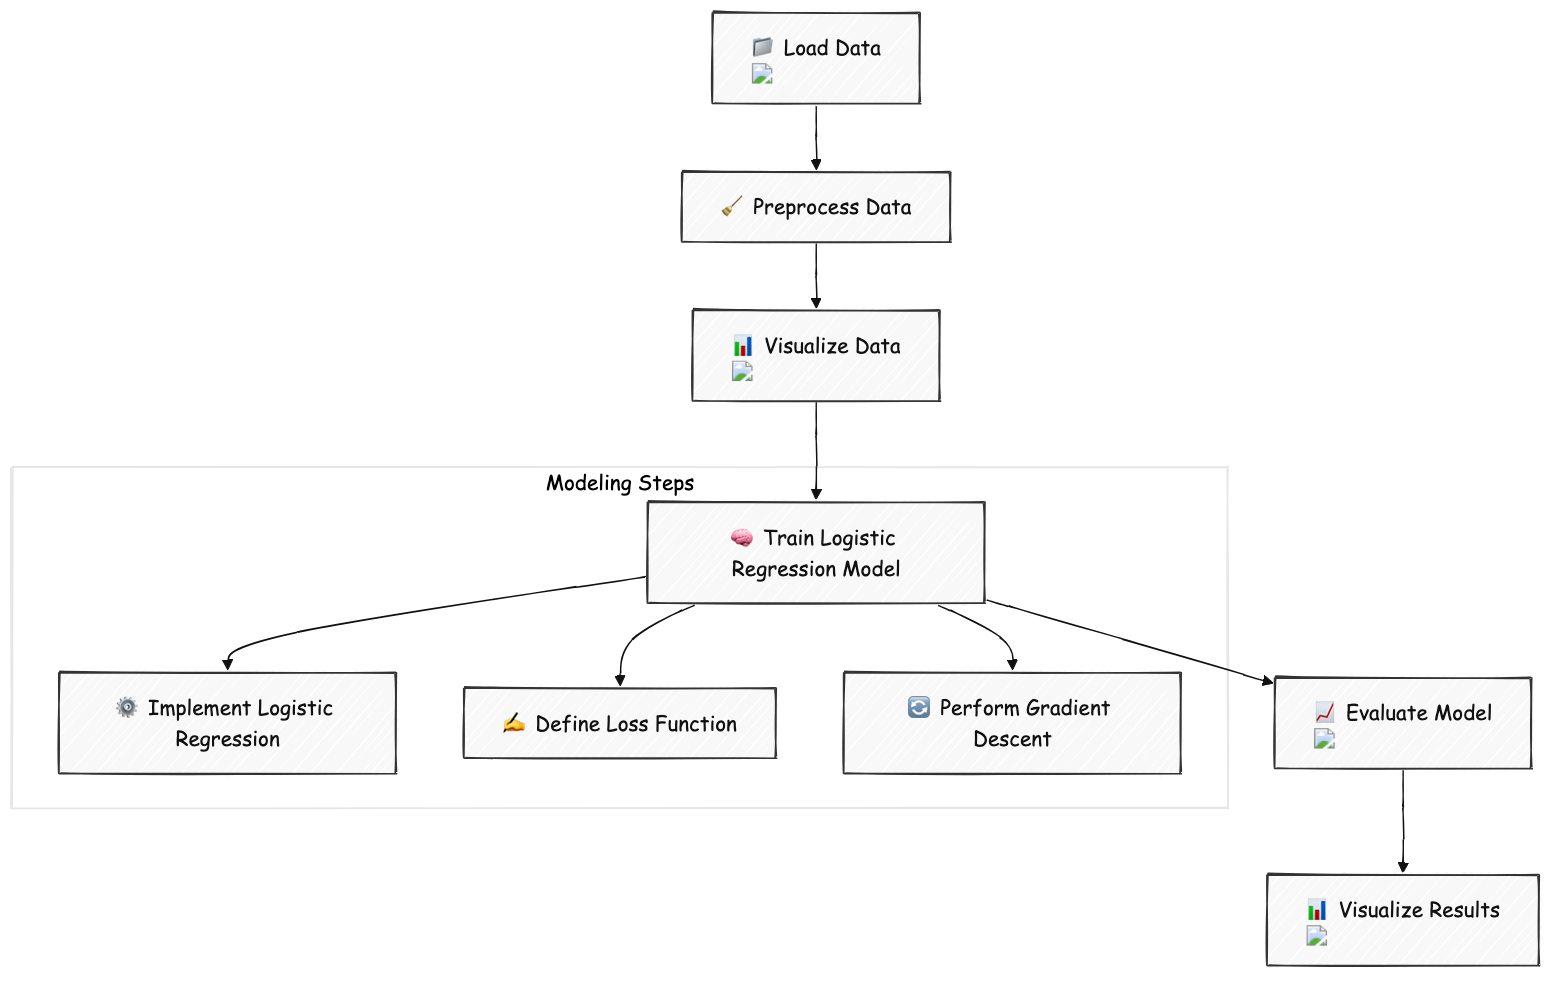 Load Data
Preprocess Data
Visualize Data
Modeling Steps
Train Logistic
Regression Model
Implement Logistic
Regression
Define Loss Function
Perform Gradient
Descent
Evaluate Model
Visualize Results